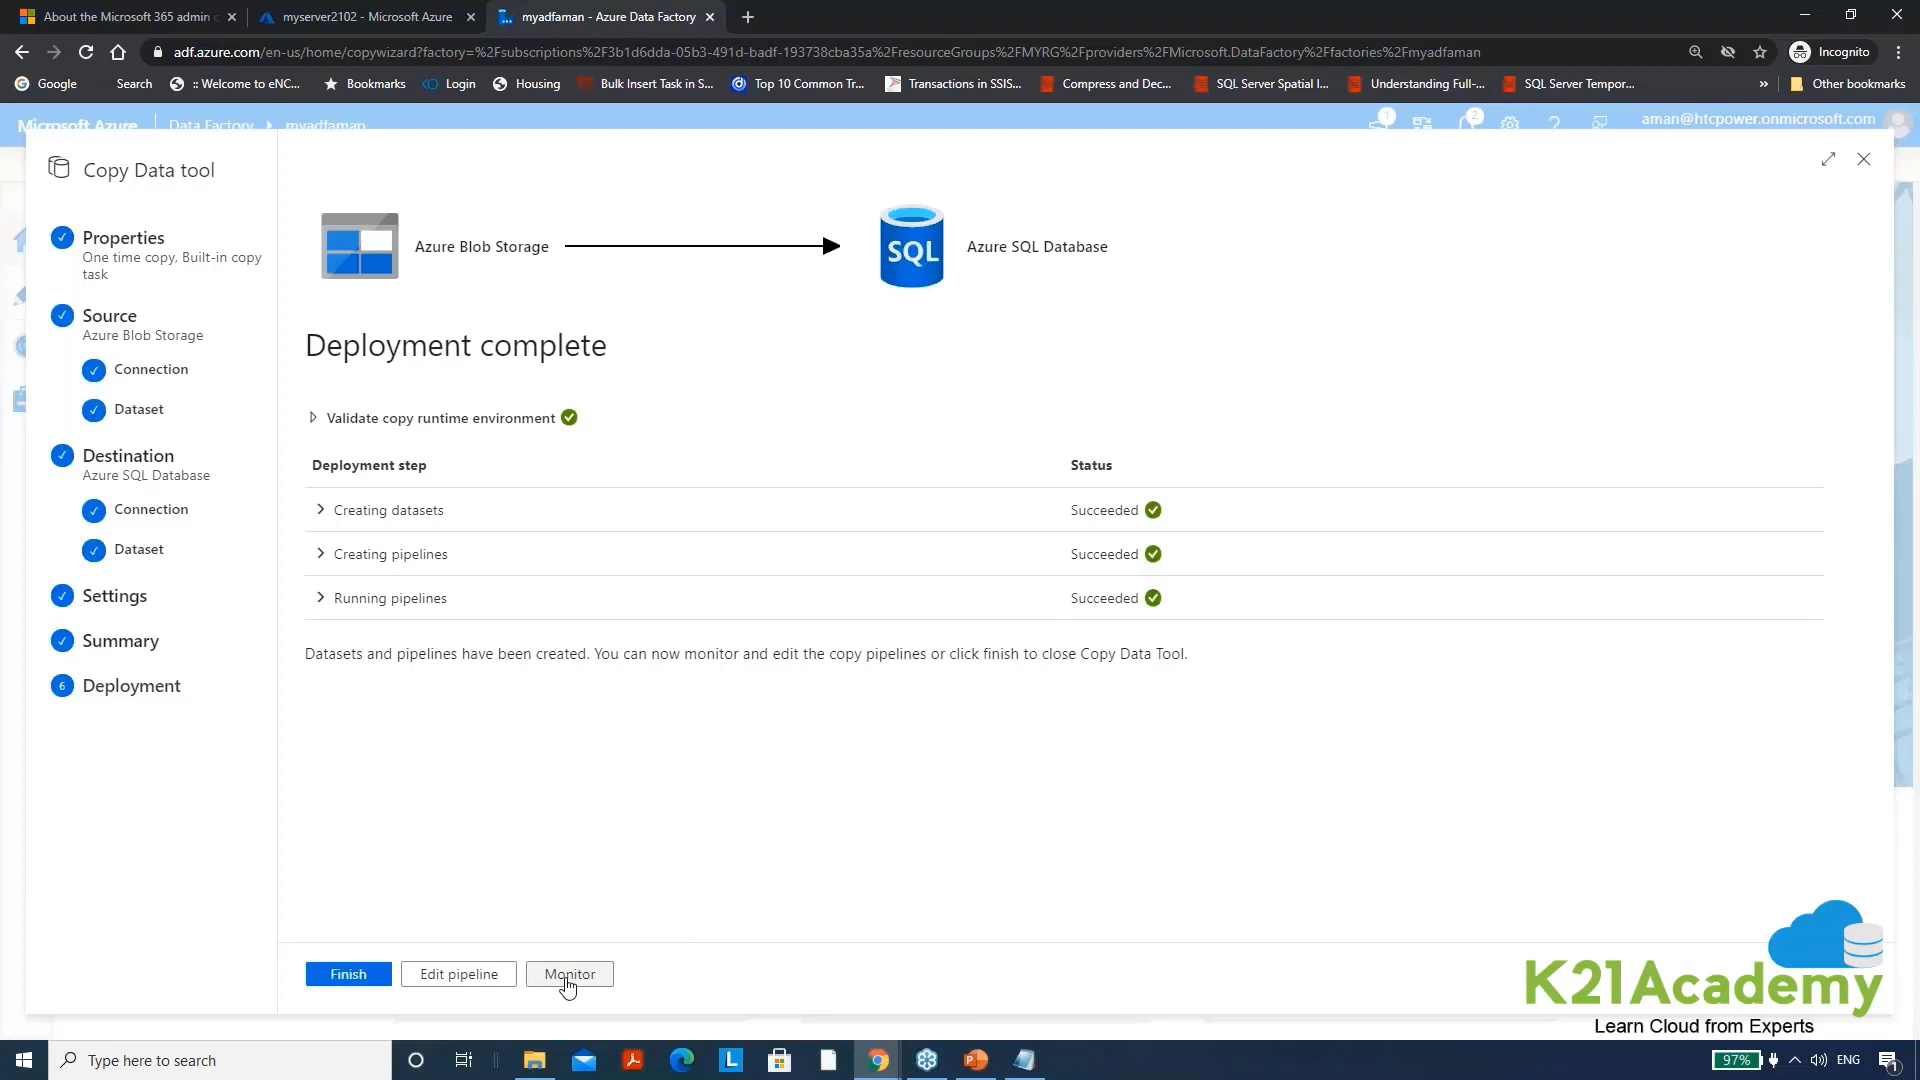 About the Microsoft 365 admin c
myserver2102 - Microsoft Azure
myadfaman - Azure Data Factory
adf.azure.com/en-us/home/copywizard?factory=%2Fsubscriptions%2F3b1d6dda-05b3-491d-badf-193738cba35a%2FresourceGroups%2FMYRG%2Fproviders%2FMicrosoft.DataFactory%2Ffactories%2Fmyadfaman
Incognito
Google
Search
:: Welcome to eNC...
Bookmarks
Login
Housing
Bulk Insert Task in S...
Top 10 Common Tr...
Transactions in SSIS...
Compress and Dec...
SQL Server Spatial I...
Understanding Full-...
SQL Server Tempor...
»
Other bookmarks
Microsoft Azure
Data Factory
myadfaman
1
2
aman@htcpower.onmicrosoft.com
Copy Data tool
Properties
One time copy, Built-in copy
task
Source
Azure Blob Storage
Connection
Dataset
Destination
Azure SQL Database
Connection
Dataset
Settings
Summary
6 Deployment
Azure Blob Storage
SQL
Azure SQL Database
Deployment complete
Validate copy runtime environment
Deployment step Status
Creating datasets Succeeded
Creating pipelines Succeeded
Running pipelines Succeeded
Datasets and pipelines have been created. You can now monitor and edit the copy pipelines or click finish to close Copy Data Tool.
Finish
Edit pipeline
Monitor
K21Academy
Learn Cloud from Experts
Type here to search
L
97%
ENG
1